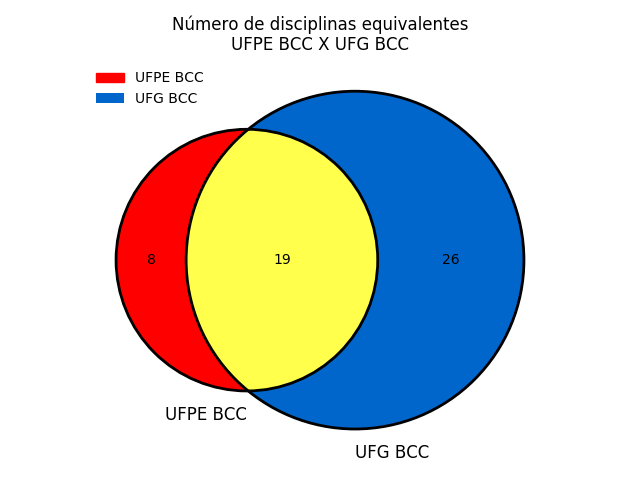 Número de disciplinas equivalentes
UFPE BCC X UFG BCC
UFPE BCC
UFG BCC
8
19
26
UFPE BCC
UFG BCC